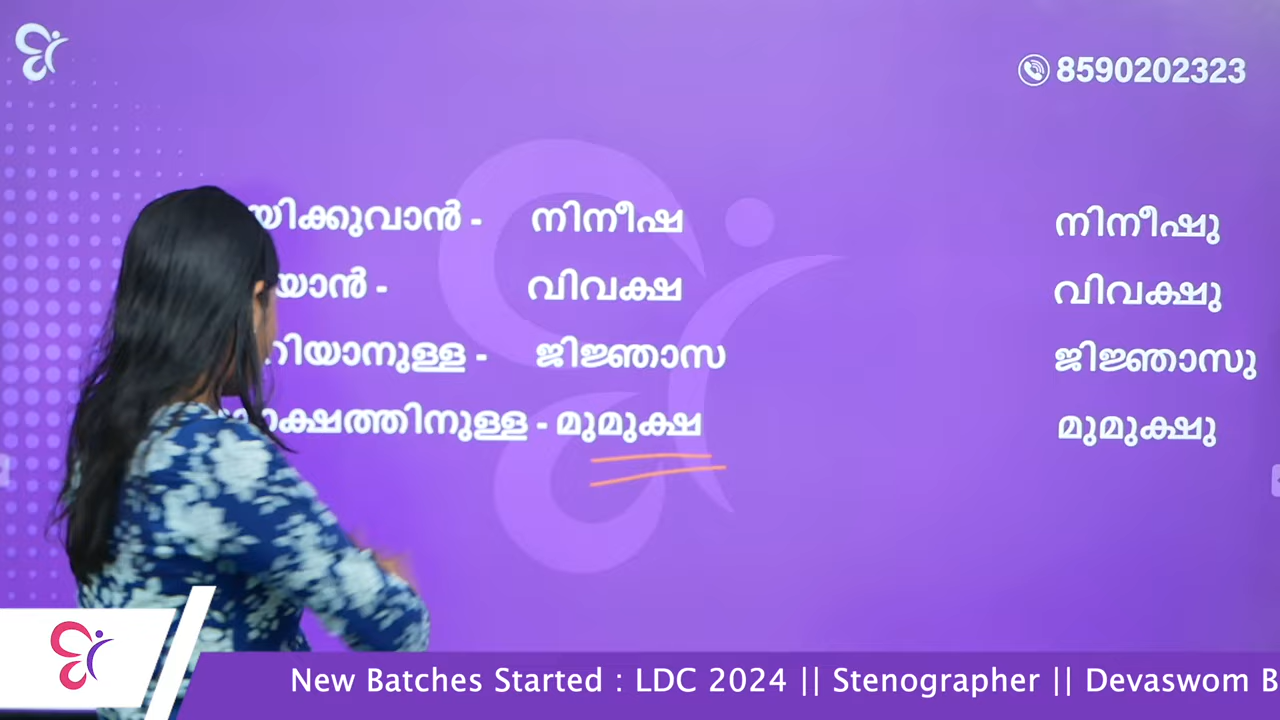 8590202323
യിക്കുവാൻ - നിനീഷ നിനീഷു
യാൻ - വിവക്ഷ വിവക്ഷു
റിയാനുള്ള - ജിജ്ഞാസ ജിജ്ഞാസു
ക്ഷത്തിനുള്ള - മുമുക്ഷ മുമുക്ഷു
New Batches Started : LDC 2024 || Stenographer || Devaswom B